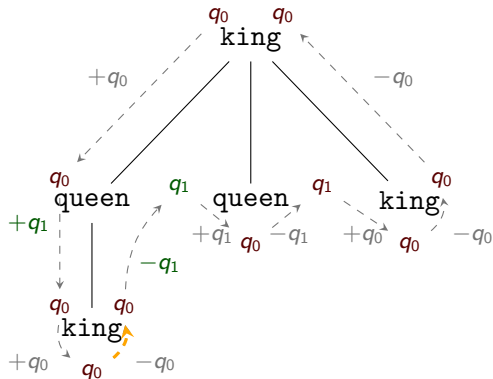 q₀ q₀
king
+q₀ −q₀
q₀ q₁ q₁ q₀
queen queen king
+q₁ +q₁ q₀ −q₁ +q₀ q₀ −q₀
−q₁
q₀ q₀
king
+q₀ q₀ −q₀